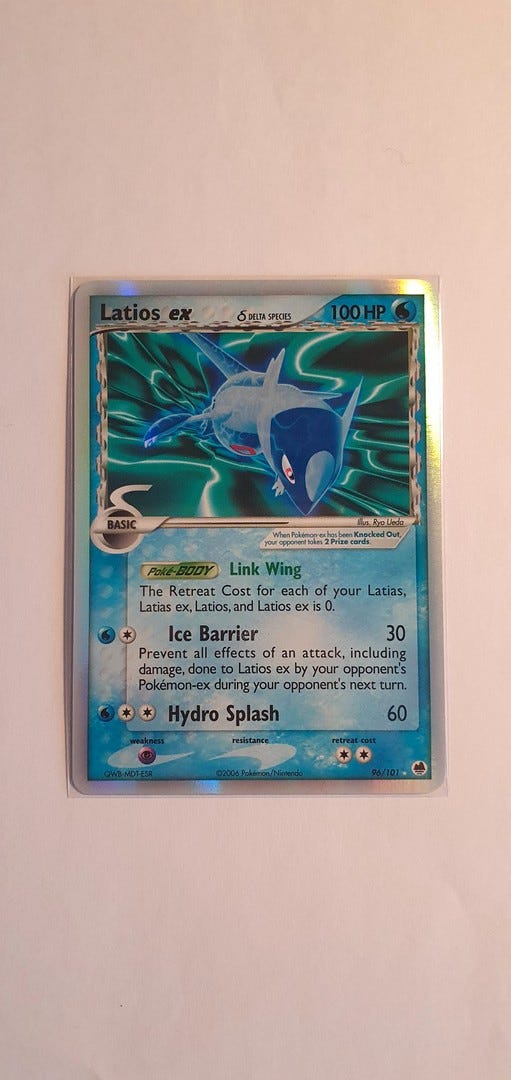 Latios ex δ DELTA SPECIES 100 HP
δ
BASIC
Illus. Ryo Ueda
When Pokémon-ex has been Knocked Out,
your opponent takes 2 Prize cards.
Poké-BODY Link Wing
The Retreat Cost for each of your Latias,
Latias ex, Latios, and Latios ex is 0.
Ice Barrier 30
Prevent all effects of an attack, including
damage, done to Latios ex by your opponent's
Pokémon-ex during your opponent's next turn.
Hydro Splash 60
weakness resistance retreat cost
QWB-MDT-ESR ©2006 Pokémon/Nintendo 96/101